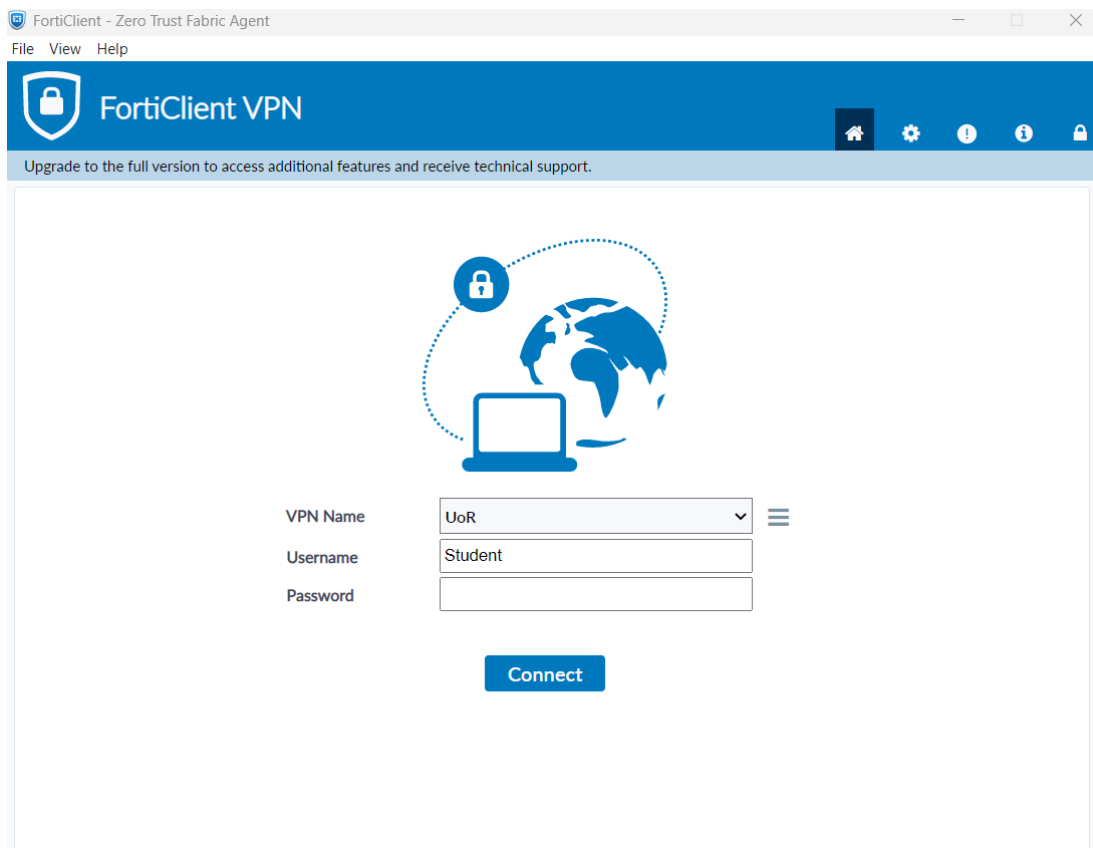 FortiClient - Zero Trust Fabric Agent
File View Help
FortiClient VPN
Upgrade to the full version to access additional features and receive technical support.
VPN Name UoR
Username Student
Password
Connect